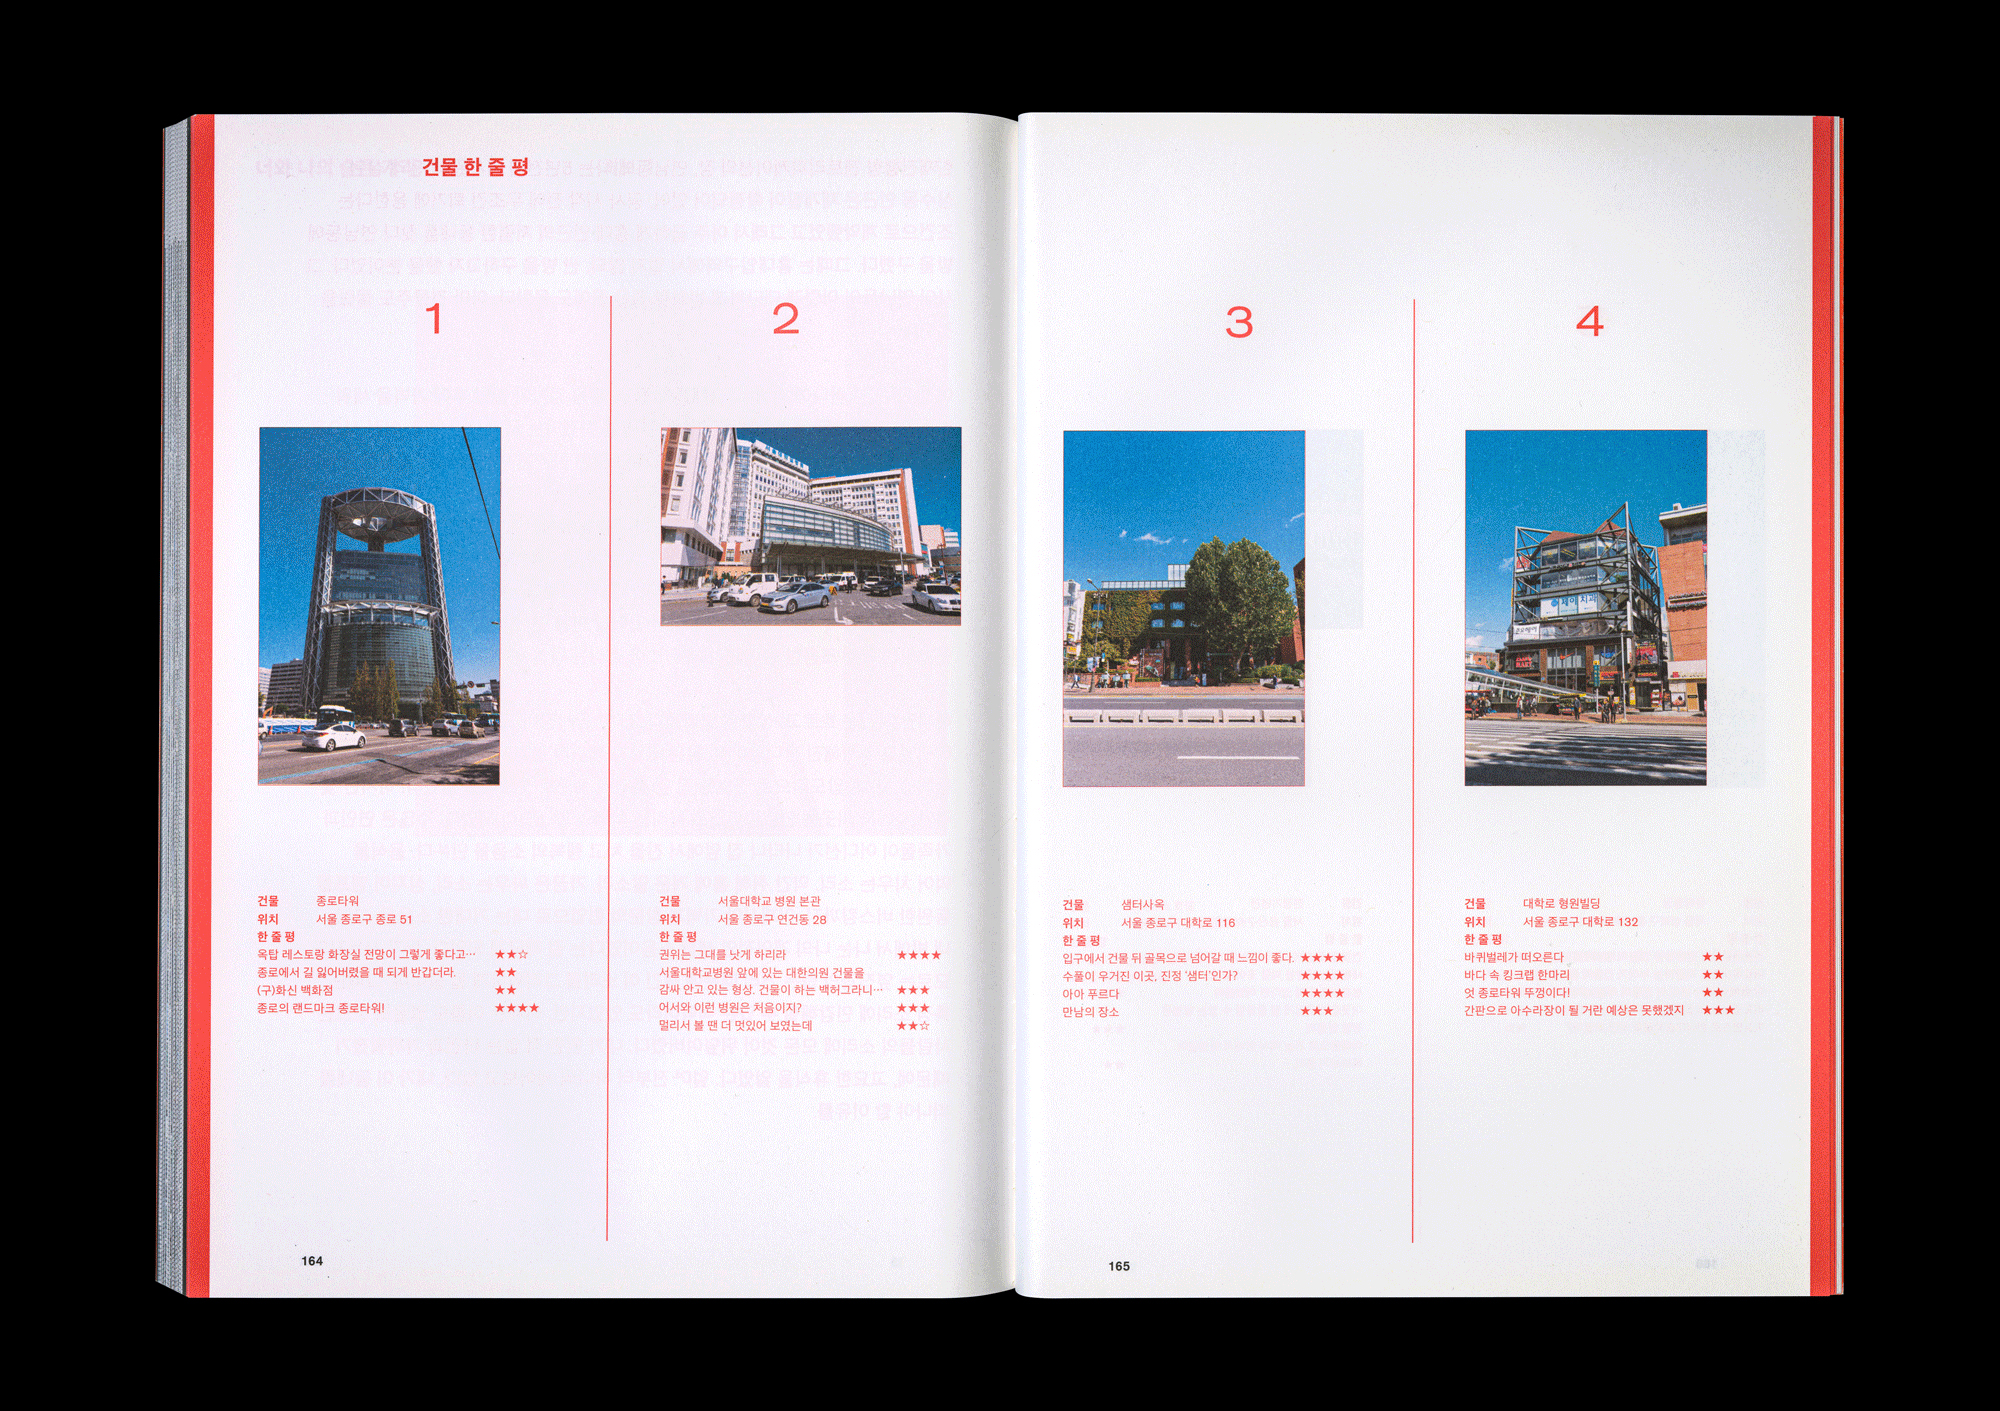 건물 한 줄 평
1
건물 종로타워
위치 서울 종로구 종로 51
한 줄 평
옥탑 레스토랑 화장실 전망이 그렇게 좋다고… ★★☆
종로에서 길 잃어버렸을 때 되게 반갑더라. ★★
(구)화신 백화점 ★★
종로의 랜드마크 종로타워! ★★★★
164
2
건물 서울대학교 병원 본관
위치 서울 종로구 연건동 28
한 줄 평
권위는 그대를 낫게 하리라 ★★★★
서울대학교병원 앞에 있는 대한의원 건물을
감싸 안고 있는 형상. 건물이 하는 백허그라니… ★★★
어서와 이런 병원은 처음이지? ★★★
멀리서 볼 땐 더 멋있어 보였는데 ★★☆
3
건물 샘터사옥
위치 서울 종로구 대학로 116
한 줄 평
입구에서 건물 뒤 골목으로 넘어갈 때 느낌이 좋다. ★★★★
수풀이 우거진 이곳, 진정 '샘터'인가? ★★★★
아아 푸르다 ★★★★
만남의 장소 ★★★
165
4
건물 대학로 형원빌딩
위치 서울 종로구 대학로 132
한 줄 평
바퀴벌레가 떠오른다 ★★
바다 속 킹크랩 한마리 ★★
엇 종로타워 뚜껑이다! ★★
간판으로 아수라장이 될 거란 예상은 못했겠지 ★★★